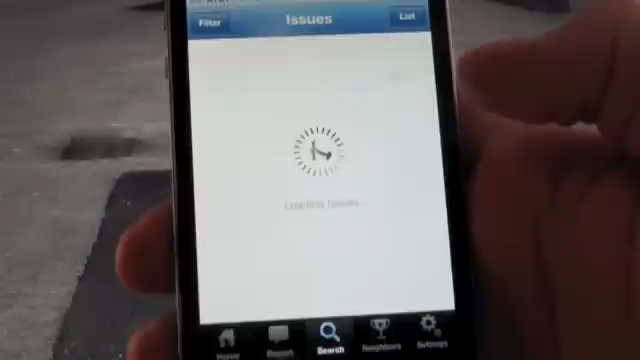 Filter
Issues
List
Loading Issues...
Home
Report
Search
Neighbors
Settings